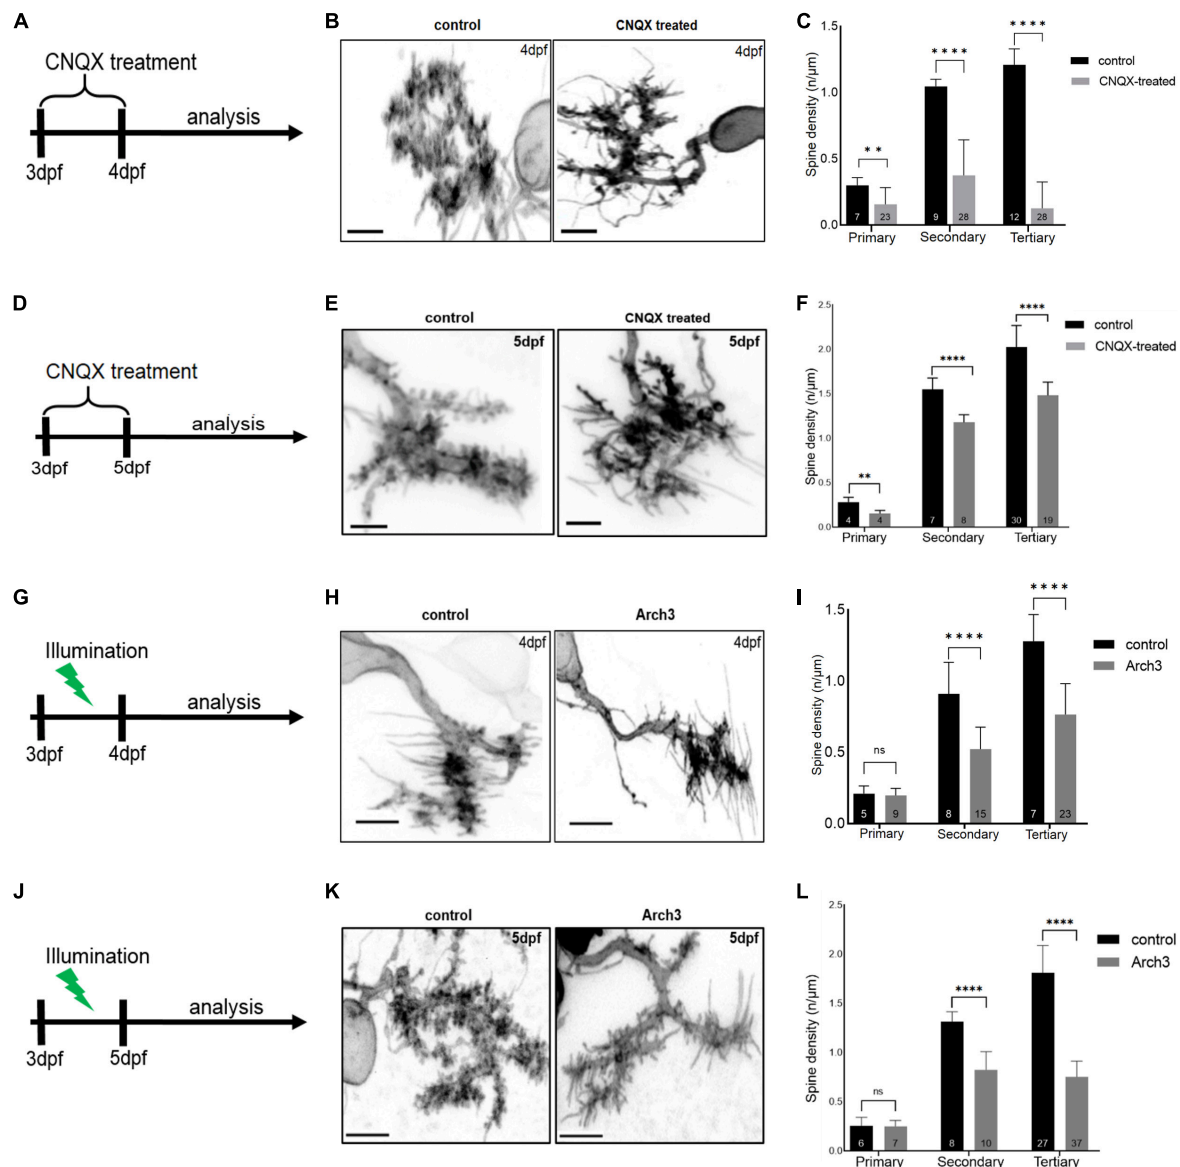 A
CNQX treatment
analysis
3dpf 4dpf
B
control CNQX treated
4dpf 4dpf
C
Spine density (n/μm)
1.5
1.0
0.5
0.0
* * * * * * * * * *
7 23 9 28 12 28
Primary Secondary Tertiary
control
CNQX-treated
D
CNQX treatment
analysis
3dpf 5dpf
E
control CNQX treated
5dpf 5dpf
F
Spine density (n/μm)
2.5
2.0
1.5
1.0
0.5
0.0
** **** ****
4 4 7 8 30 19
Primary Secondary Tertiary
control
CNQX-treated
G
Illumination
analysis
3dpf 4dpf
H
control Arch3
4dpf 4dpf
I
Spine density (n/μm)
1.5
1.0
0.5
0.0
ns * * * * * * * *
5 9 8 15 7 23
Primary Secondary Tertiary
control
Arch3
J
Illumination
analysis
3dpf 5dpf
K
control Arch3
5dpf 5dpf
L
Spine density (n/μm)
2.5
2.0
1.5
1.0
0.5
0.0
ns **** ****
6 7 8 10 27 37
Primary Secondary Tertiary
control
Arch3